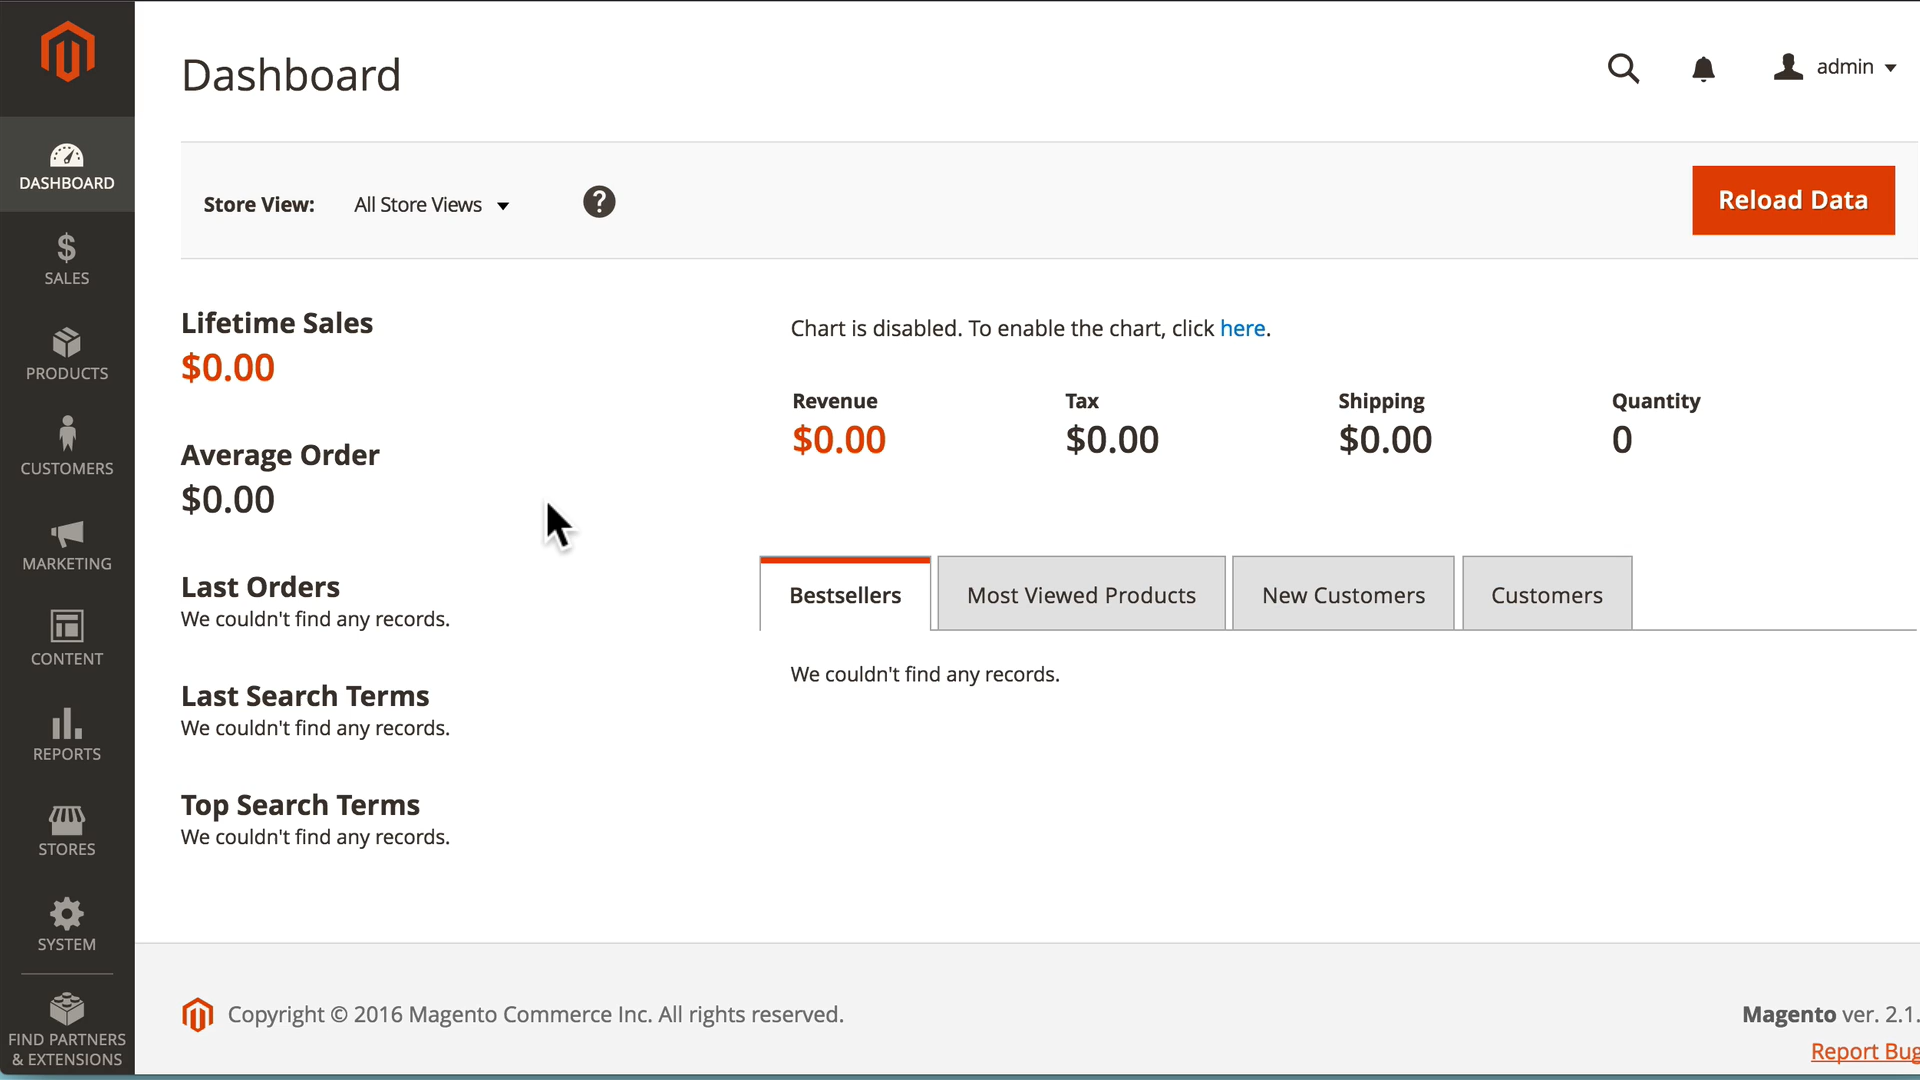 Dashboard
admin
DASHBOARD
Store View: All Store Views ?
Reload Data
SALES
Lifetime Sales
$0.00
Chart is disabled. To enable the chart, click here.
PRODUCTS
Revenue Tax Shipping Quantity
$0.00 $0.00 $0.00 0
CUSTOMERS
Average Order
$0.00
MARKETING
Last Orders
We couldn't find any records.
Bestsellers Most Viewed Products New Customers Customers
We couldn't find any records.
CONTENT
Last Search Terms
We couldn't find any records.
REPORTS
Top Search Terms
We couldn't find any records.
STORES
SYSTEM
FIND PARTNERS
& EXTENSIONS
Copyright © 2016 Magento Commerce Inc. All rights reserved.
Magento ver. 2.1.
Report Bug